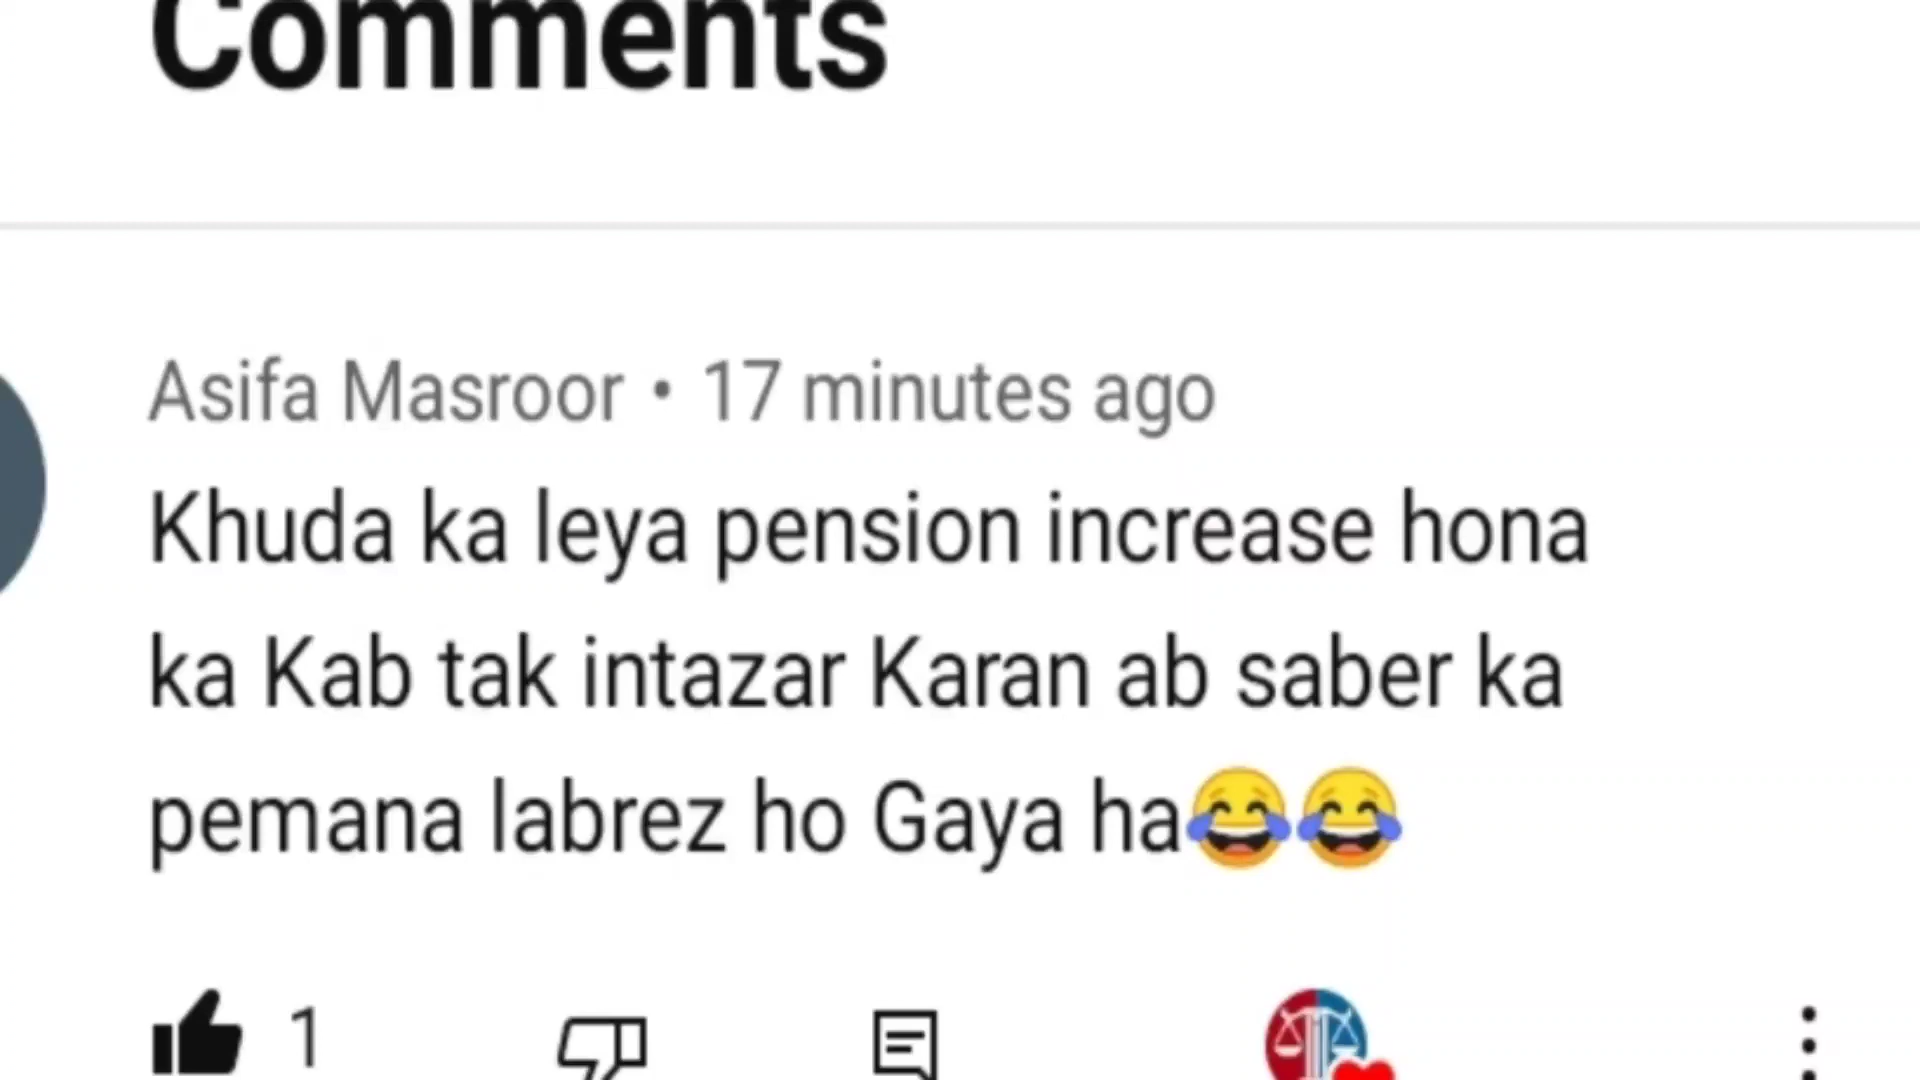 Comments
Asifa Masroor • 17 minutes ago
Khuda ka leya pension increase hona
ka Kab tak intazar Karan ab saber ka
pemana labrez ho Gaya ha😂😂
1